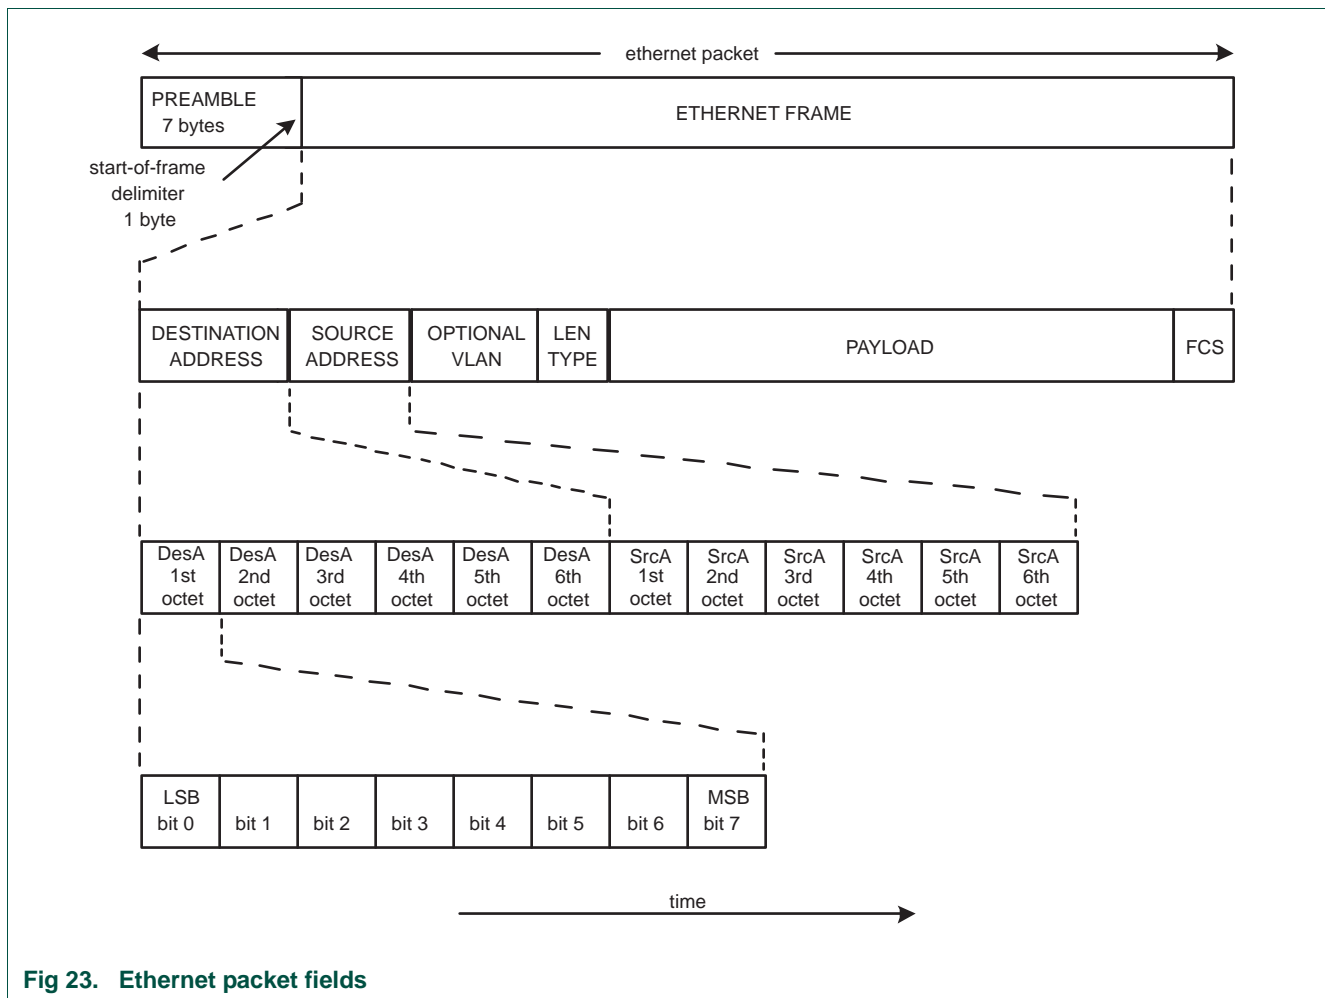 ethernet packet
PREAMBLE
7 bytes
ETHERNET FRAME
start-of-frame
delimiter
1 byte
DESTINATION
ADDRESS
SOURCE
ADDRESS
OPTIONAL
VLAN
LEN
TYPE
PAYLOAD
FCS
DesA
1st
octet
DesA
2nd
octet
DesA
3rd
octet
DesA
4th
octet
DesA
5th
octet
DesA
6th
octet
SrcA
1st
octet
SrcA
2nd
octet
SrcA
3rd
octet
SrcA
4th
octet
SrcA
5th
octet
SrcA
6th
octet
LSB
bit 0
bit 1
bit 2
bit 3
bit 4
bit 5
bit 6
MSB
bit 7
time
Fig 23. Ethernet packet fields